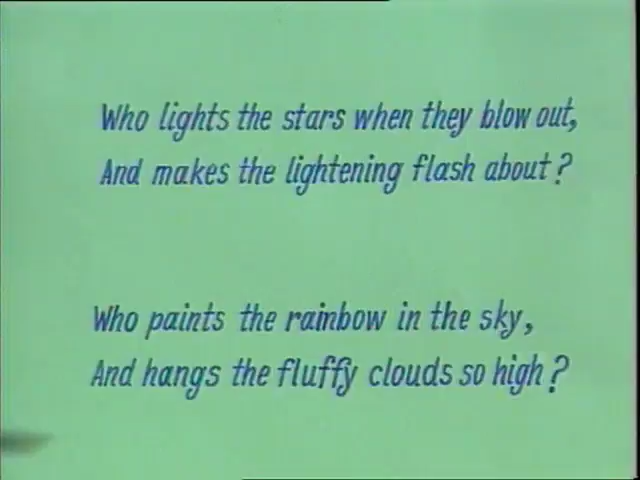 Who lights the stars when they blow out,
And makes the lightening flash about?
Who paints the rainbow in the sky,
And hangs the fluffy clouds so high?